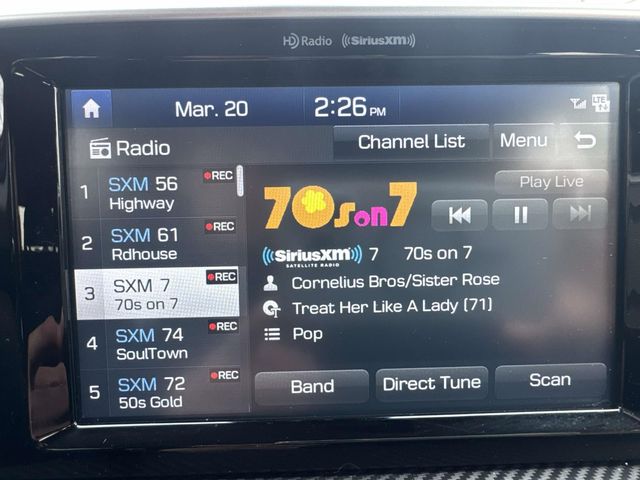 HD Radio SiriusXM
Mar. 20 2:26 PM LTE
Radio Channel List Menu
1 SXM 56 REC
Highway
2 SXM 61 REC
Rdhouse
3 SXM 7 REC
70s on 7
4 SXM 74 REC
SoulTown
5 SXM 72 REC
50s Gold
Play Live
70s on 7
SiriusXM 7 70s on 7
SATELLITE RADIO
Cornelius Bros/Sister Rose
Treat Her Like A Lady (71)
Pop
Band Direct Tune Scan